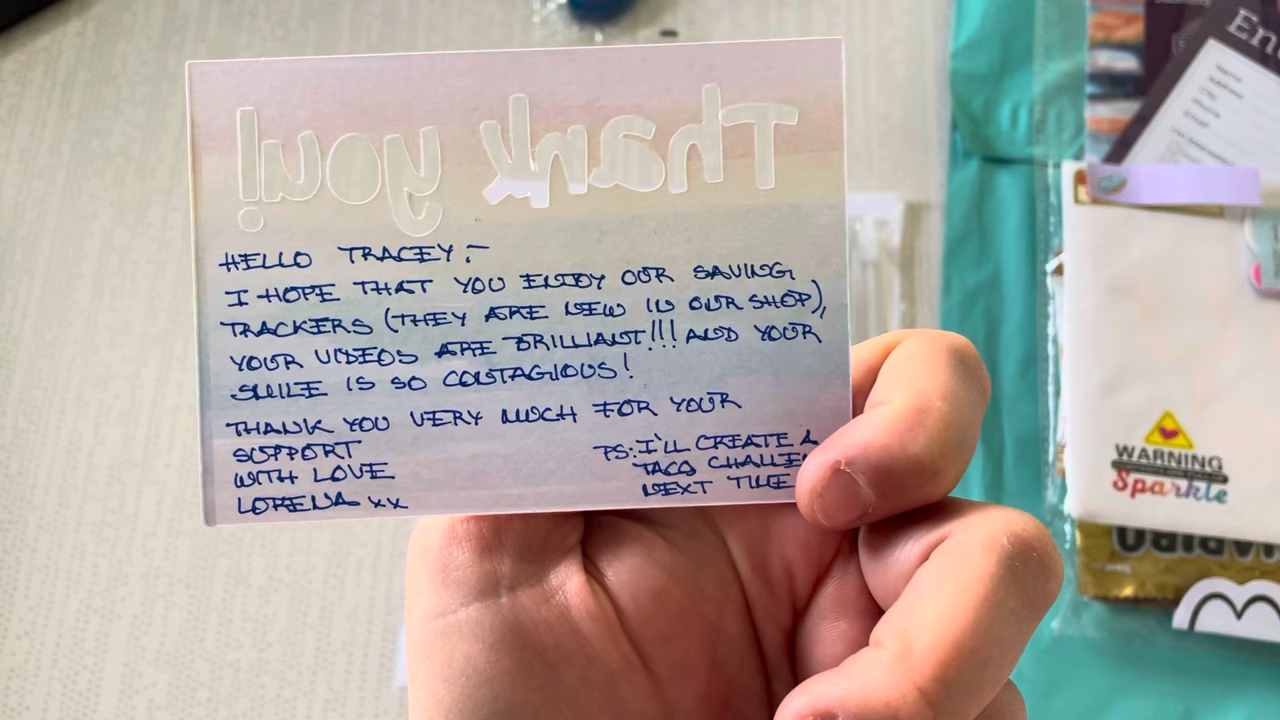 Thank you!
HELLO TRACEY:-
I HOPE THAT YOU ENJOY OUR SAVING
TRACKERS (THEY ARE NEW IN OUR SHOP),
YOUR VIDEOS ARE BRILLIANT!!! AND YOUR
SMILE IS SO CONTAGIOUS!
THANK YOU VERY MUCH FOR YOUR
SUPPORT
WITH LOVE
LORENA xx
PS: I'LL CREATE A
TACO
NEXT TIME
WARNING
Sparkle